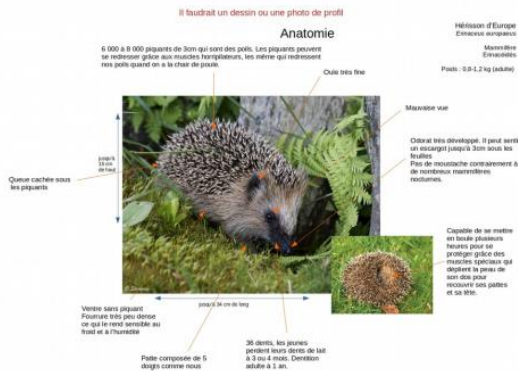 Il faudrait un dessin ou une photo de profil
Anatomie
Hérisson d'Europe
Erinaceus europaeus
Mammifère
Erinacéidés
Poids : 0,8-1,2 kg (adulte)
6 000 à 8 000 piquants de 3cm qui sont des poils. Les piquants peuvent
se redresser grâce aux muscles horripilateurs, les même qui redressent
nos poils quand on a la chair de poule.
Ouïe très fine
Mauvaise vue
Odorat très développé. Il peut senti
un escargot jusqu'à 3cm sous les
feuilles
Pas de moustache contrairement à
de nombreux mammifères
nocturnes.
jusqu'à
15 cm
de haut
Queue cachée sous
les piquants
Capable de se mettre
en boule plusieurs
heures pour se
protéger grâce des
muscles spéciaux qui
déplient la peau de
son dos pour
recouvrir ses pattes
et sa tête.
jusqu'à 34 cm de long
Ventre sans piquant
Fourrure très peu dense
ce qui le rend sensible au
froid et à l'humidité
Patte composée de 5
doigts comme nous
36 dents, les jeunes
perdent leurs dents de lait
à 3 ou 4 mois. Dentition
adulte à 1 an.